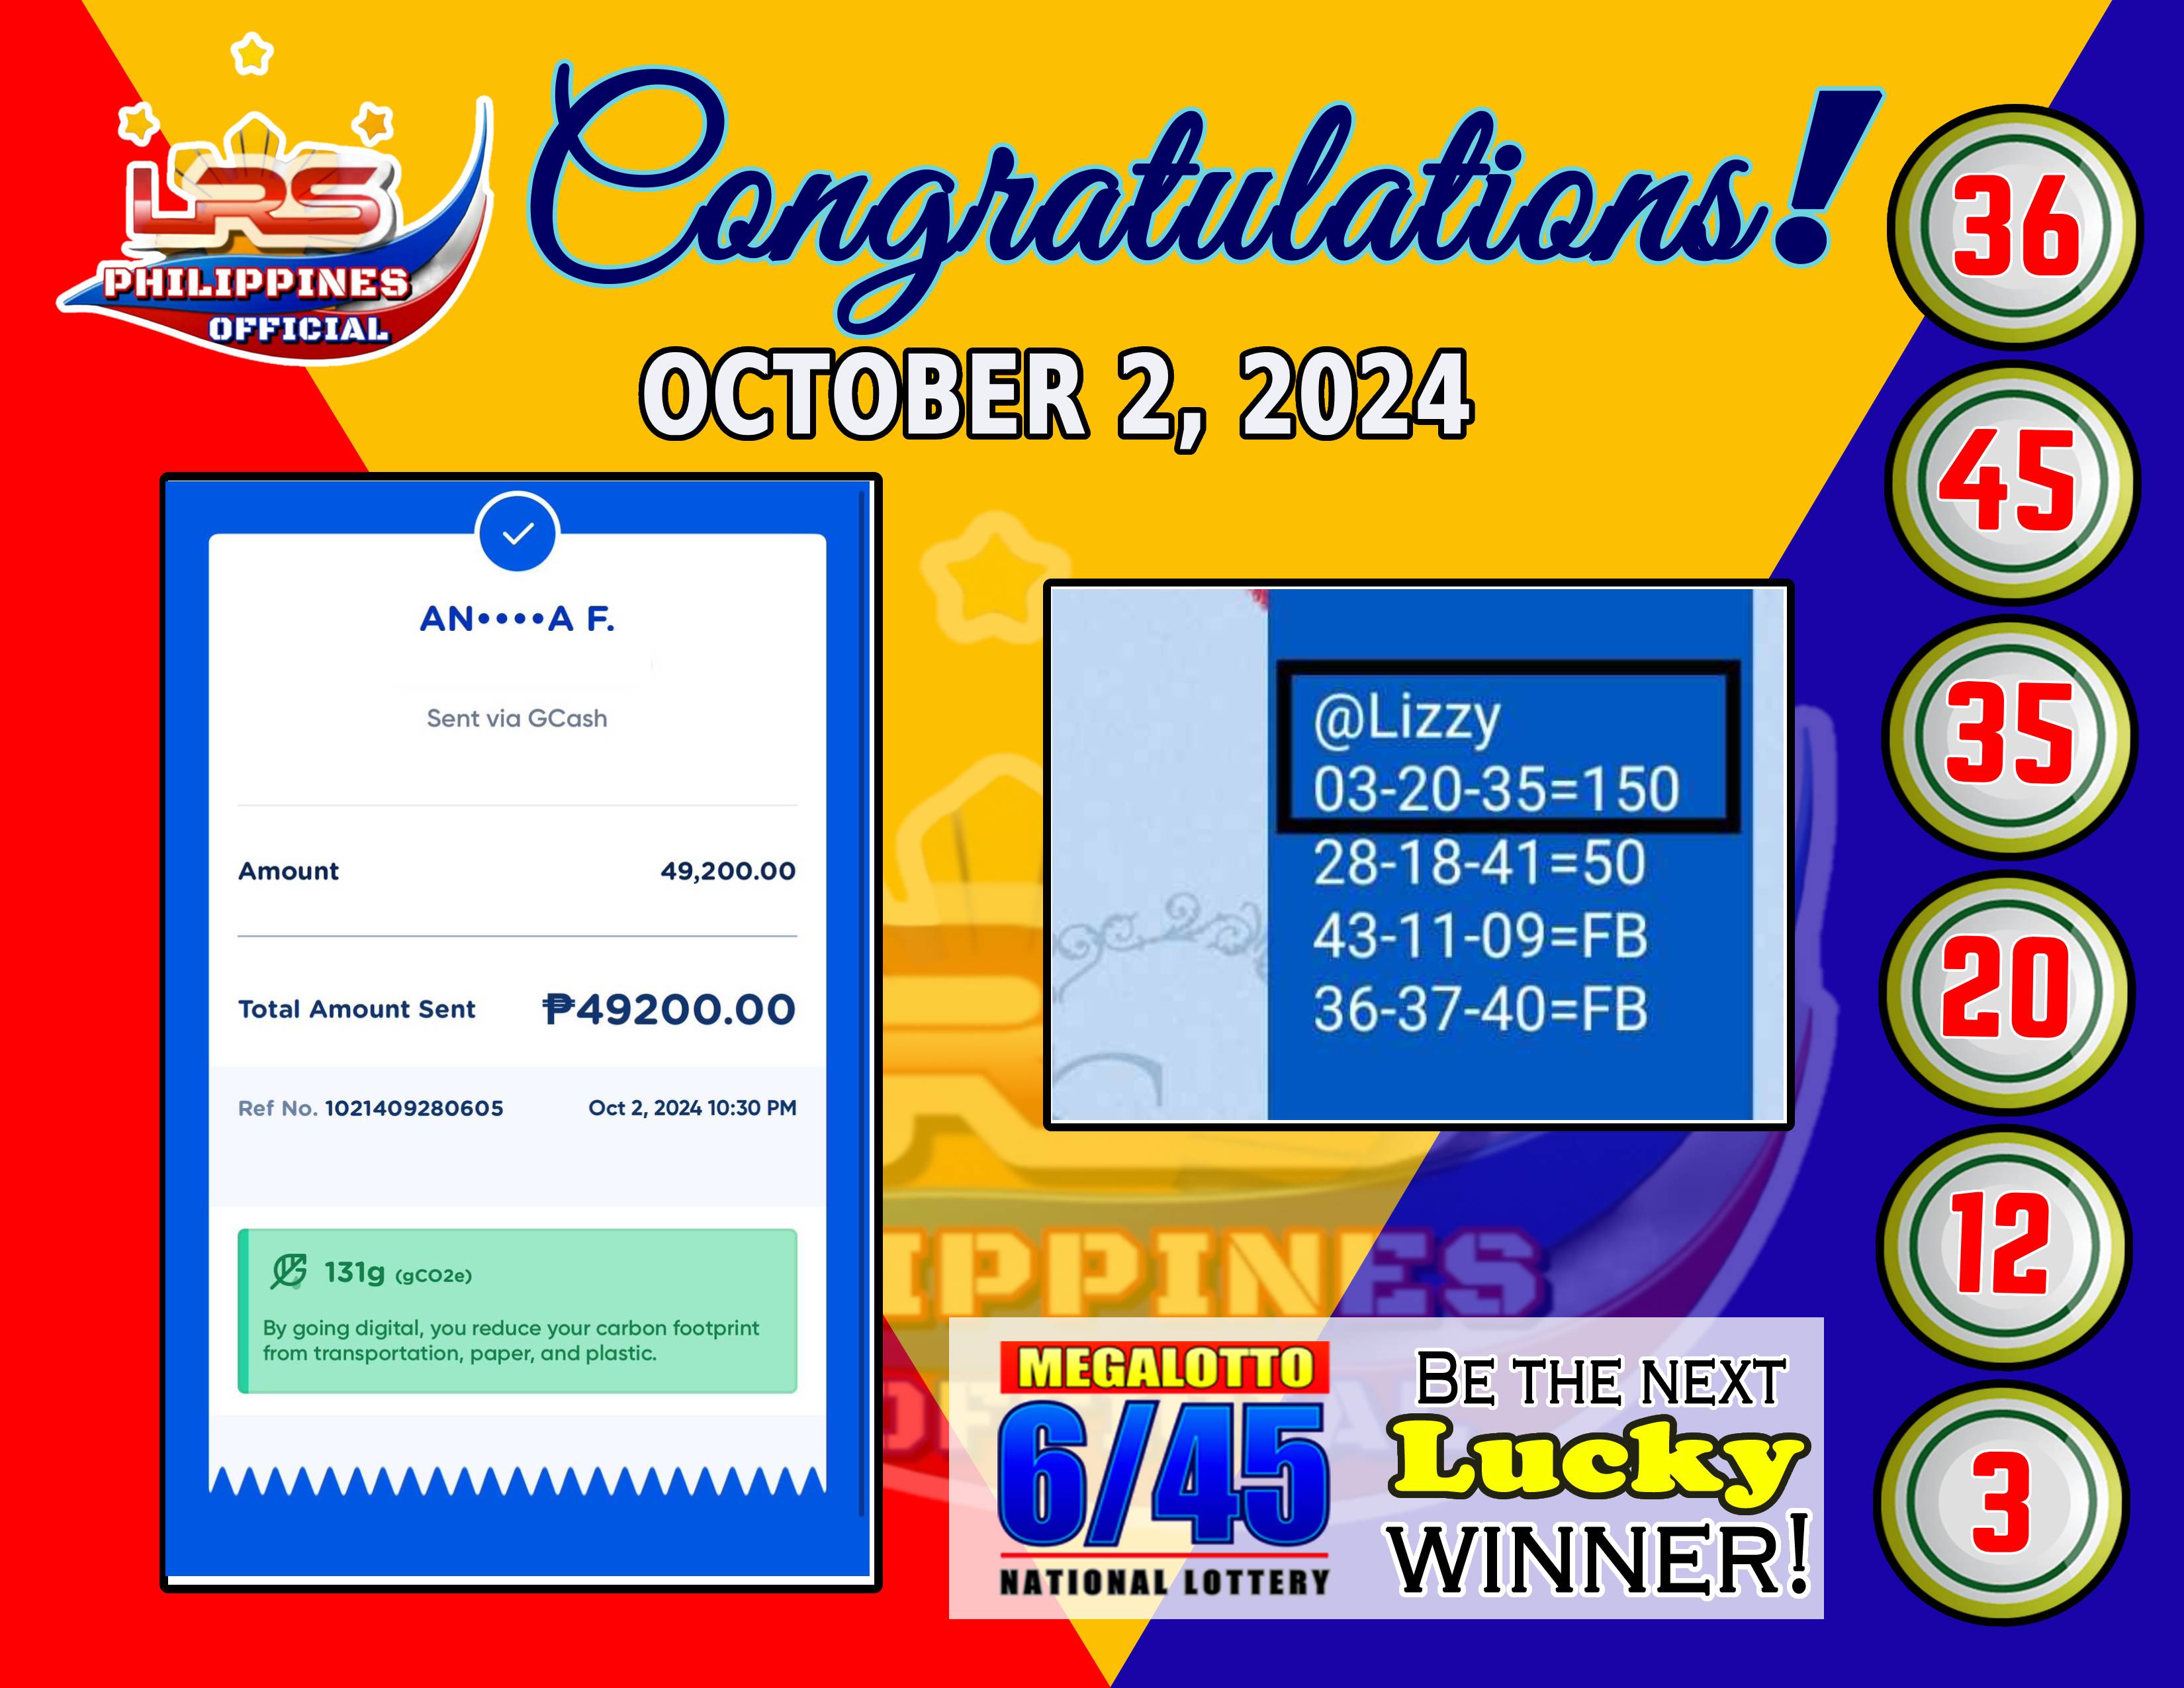 LRS
PHILIPPINES
OFFICIAL
Congratulations!
OCTOBER 2, 2024
AN••••A F.
Sent via GCash
Amount 49,200.00
Total Amount Sent ₱49200.00
Ref No. 1021409280605 Oct 2, 2024 10:30 PM
131g (gCO2e)
By going digital, you reduce your carbon footprint
from transportation, paper, and plastic.
@Lizzy
03-20-35=150
28-18-41=50
43-11-09=FB
36-37-40=FB
MEGALOTTO
6/45
NATIONAL LOTTERY
BE THE NEXT
Lucky
WINNER!
36
45
35
20
12
3